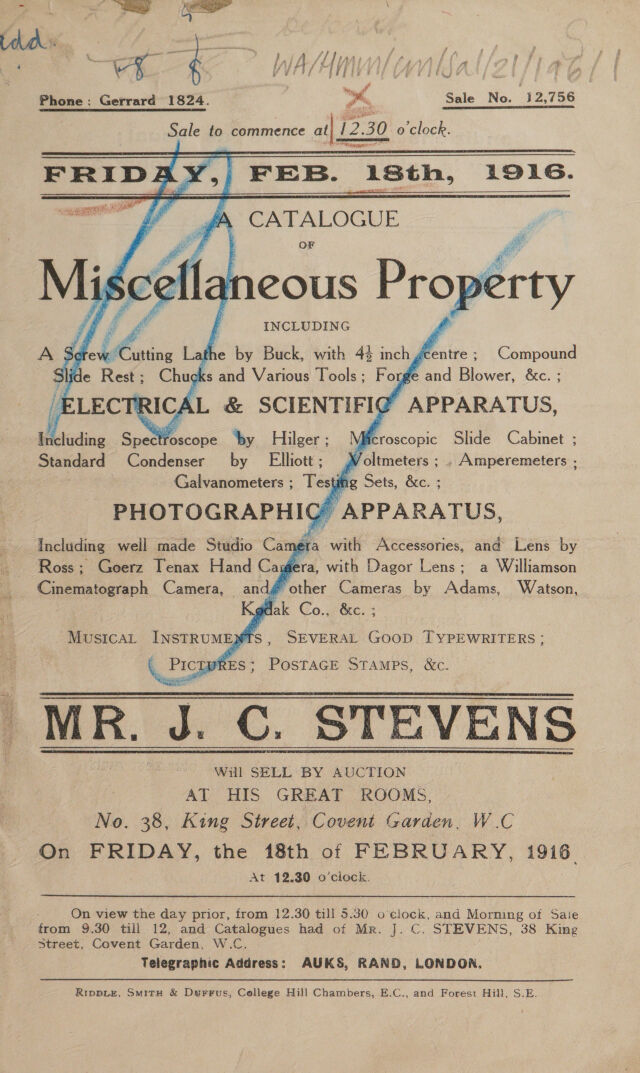 add.
WA/HMM/CM/Sal/21/196/1
Phone: Gerrard 1824.
Sale No. 12,756
Sale to commence at 12.30 o'clock.
FRIDAY, FEB. 18th, 1916.
A CATALOGUE
OF
Miscellaneous Property
INCLUDING
A Screw Cutting Lathe by Buck, with 4½ inch centre; Compound
Slide Rest; Chucks and Various Tools; Forge and Blower, &c.;
ELECTRICAL & SCIENTIFIC APPARATUS,
Including Spectroscope by Hilger; Microscopic Slide Cabinet;
Standard Condenser by Elliott; Voltmeters; Amperemeters;
Galvanometers; Testing Sets, &c.;
PHOTOGRAPHIC APPARATUS,
Including well made Studio Camera with Accessories, and Lens by
Ross; Goerz Tenax Hand Camera, with Dagor Lens; a Williamson
Cinematograph Camera, and other Cameras by Adams, Watson,
Kodak Co., &c.;
MUSICAL INSTRUMENTS, SEVERAL GOOD TYPEWRITERS;
PICTURES; POSTAGE STAMPS, &c.
MR. J. C. STEVENS
Will SELL BY AUCTION
AT HIS GREAT ROOMS,
No. 38, King Street, Covent Garden, W.C
On FRIDAY, the 18th of FEBRUARY, 1916,
At 12.30 o'clock.
On view the day prior, from 12.30 till 5.30 o'clock, and Morning of Sale
from 9.30 till 12, and Catalogues had of MR. J. C. STEVENS, 38 King
Street, Covent Garden, W.C.
Telegraphic Address: AUKS, RAND, LONDON.
RIDDLE, SMITH & DUFFUS, College Hill Chambers, E.C., and Forest Hill, S.E.